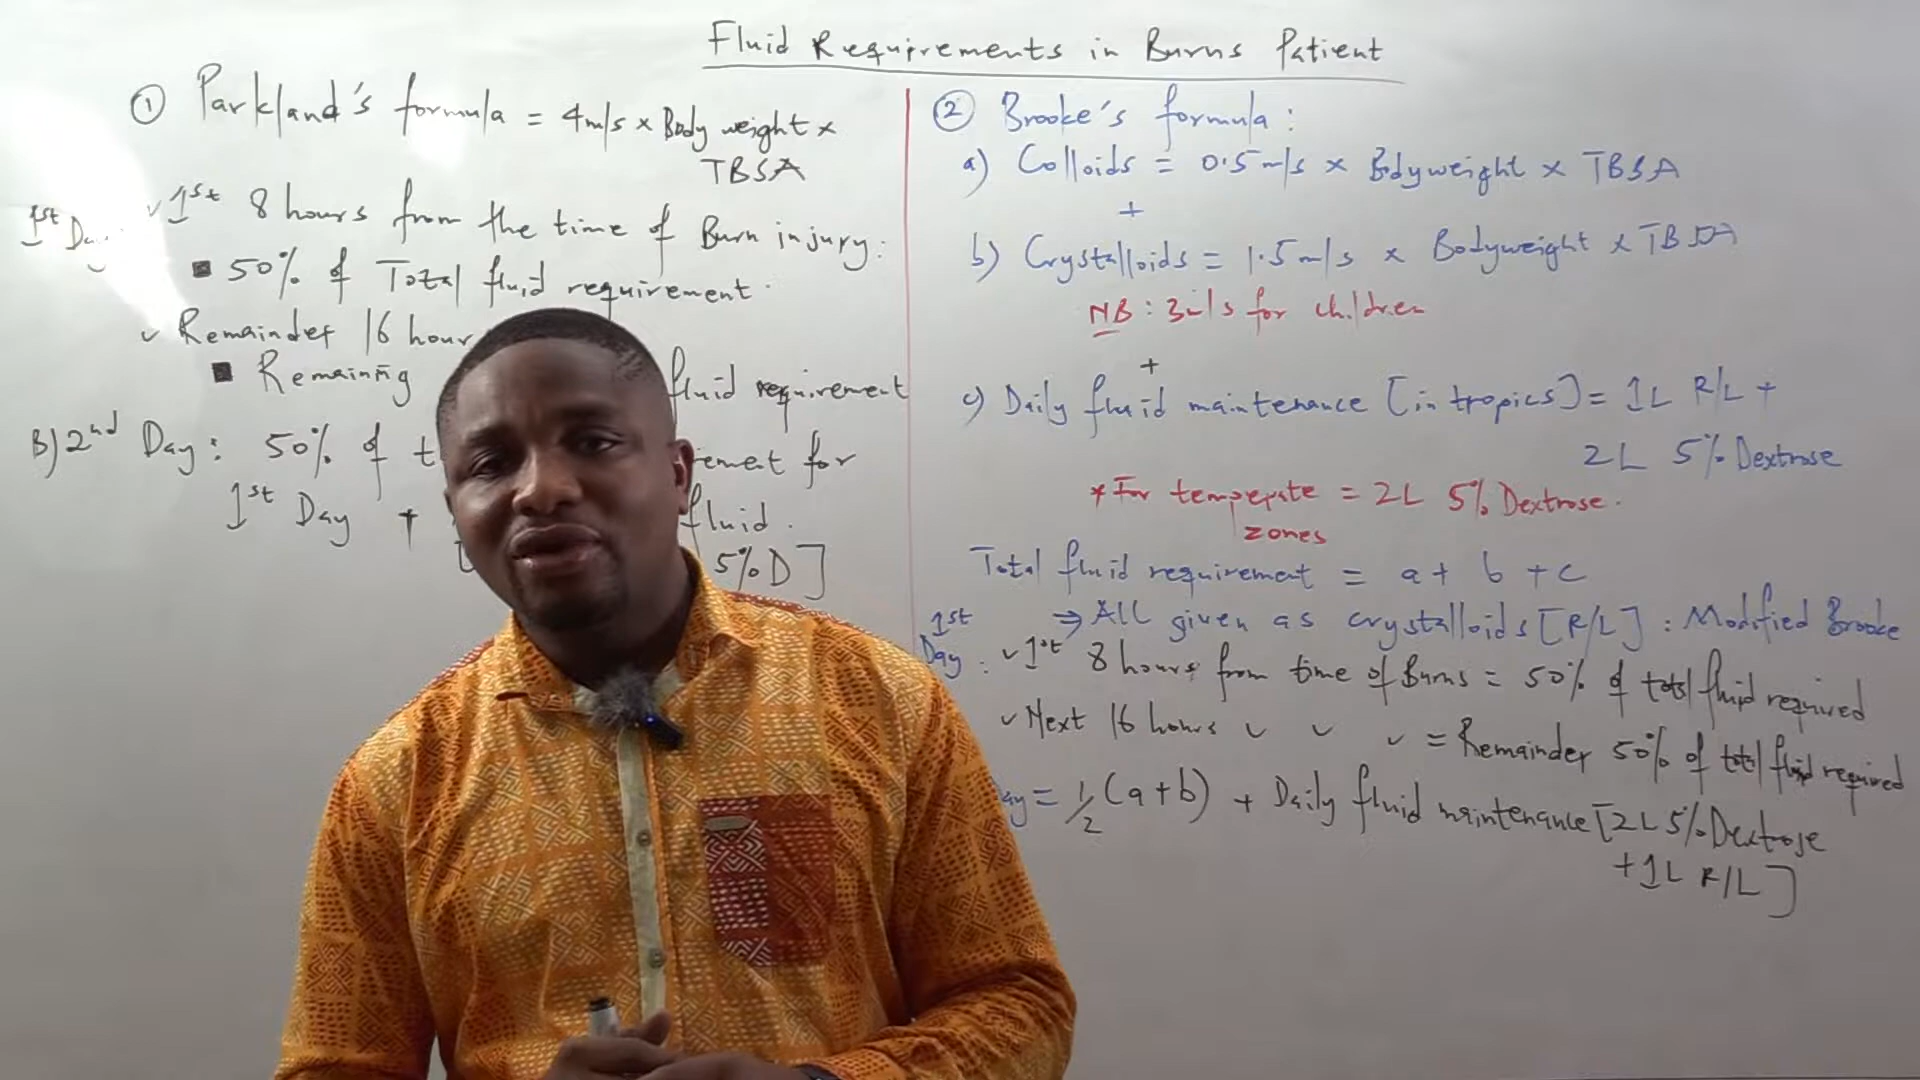 Fluid Requirements in Burns Patient
① Parkland's formula = 4mls × Body weight ×
TBSA
1st Day
✓ 1st 8 hours from the time of Burn injury:
■ 50% of Total fluid requirement.
✓ Remainder 16 hour
■ Remaining fluid requirement
B) 2nd Day: 50% of
for
1st Day + fluid.
5%D]
② Brooke's formula:
a) Colloids = 0.5mls × Bodyweight × TBSA
+
b) Crystalloids = 1.5mls × Bodyweight × TBSA
NB: 3mls for children
+
c) Daily fluid maintenance [in tropics] = 1L R/L +
2L 5% Dextrose
* For temperate = 2L 5% Dextrose.
zones
Total fluid requirement = a + b + c
⇒ All given as crystalloids [R/L]: Modified Brooke
1st Day: ✓ 1st 8 hours from time of Burns = 50% of total fluid required
✓ Next 16 hours ✓ ✓ ✓ = Remainder 50% of total fluid required
ay = 1/2 (a+b) + Daily fluid maintenance [2L 5% Dextrose
+ 1L R/L]